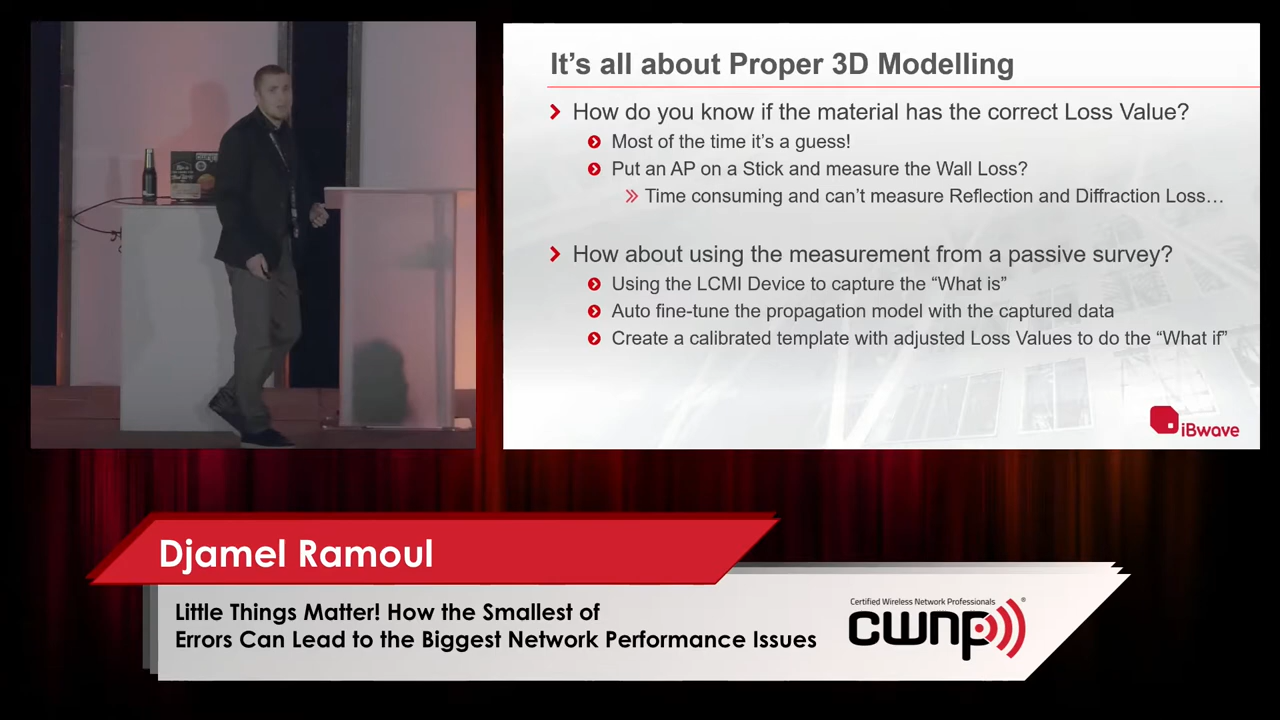 It's all about Proper 3D Modelling
How do you know if the material has the correct Loss Value?
Most of the time it's a guess!
Put an AP on a Stick and measure the Wall Loss?
Time consuming and can't measure Reflection and Diffraction Loss…
How about using the measurement from a passive survey?
Using the LCMI Device to capture the “What is”
Auto fine-tune the propagation model with the captured data
Create a calibrated template with adjusted Loss Values to do the “What if”
iBwave
Djamel Ramoul
Little Things Matter! How the Smallest of
Errors Can Lead to the Biggest Network Performance Issues
Certified Wireless Network Professionals
cwnp